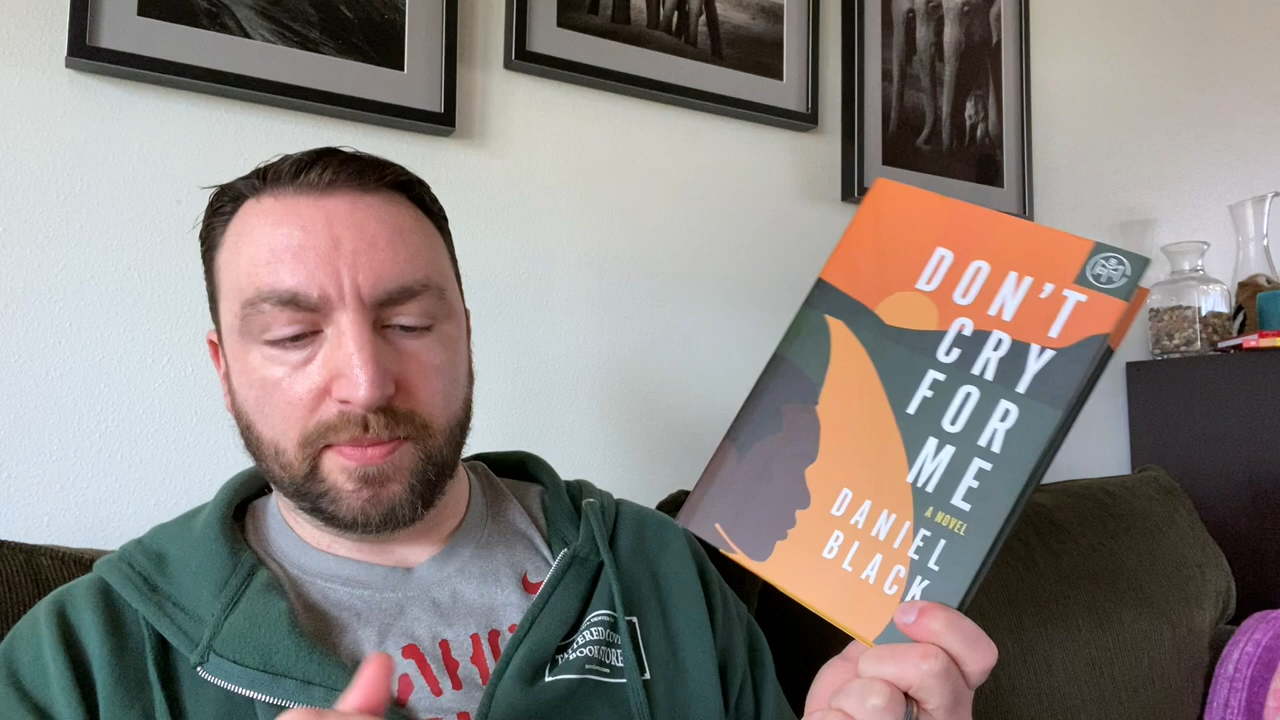 DON'T
CRY
FOR
ME
A NOVEL
DANIEL
BLACK
TATTERED COVER
BOOK STORE